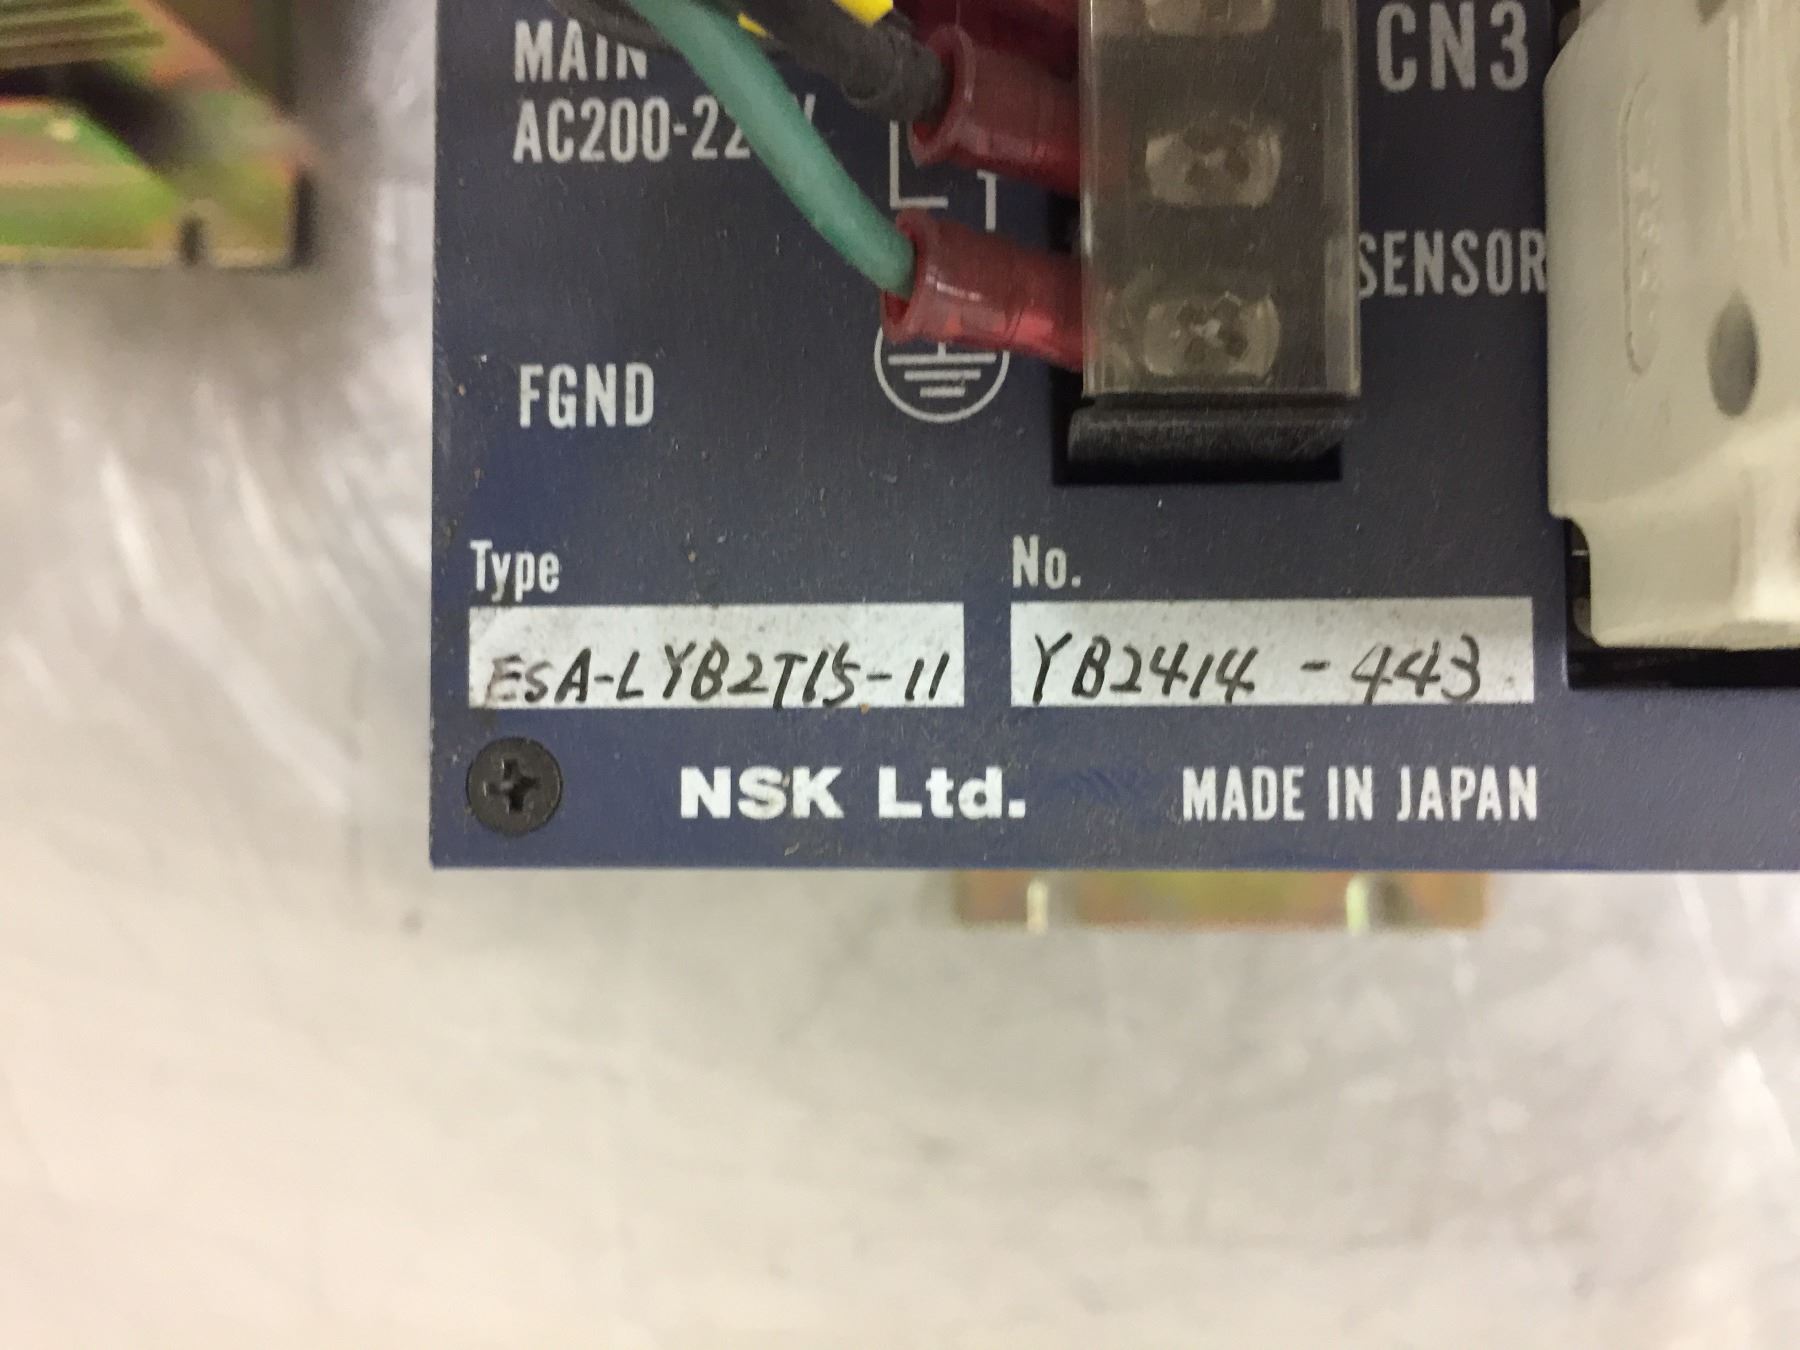 MAIN
CN3
AC200-22
SENSOR
FGND
Type
No.
ESA-LYB2T15-11
YB2414-443
NSK Ltd.
MADE IN JAPAN